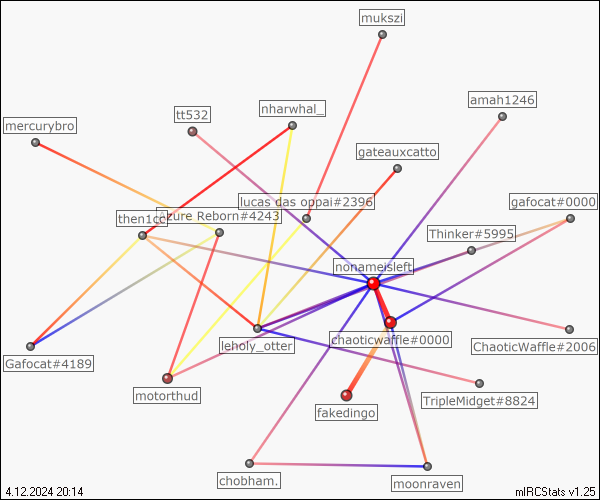 mukszi
amah1246
nharwhal_
tt532
mercurybro
gateauxcatto
lucas das oppai#2396
gafocat#0000
then1cc
Azure Reborn#4243
Thinker#5995
nonameisleft
chaoticwaffle#0000
leholy_otter
ChaoticWaffle#2006
Gafocat#4189
motorthud
TripleMidget#8824
fakedingo
chobham.
moonraven
4.12.2024 20:14
mIRCStats v1.25